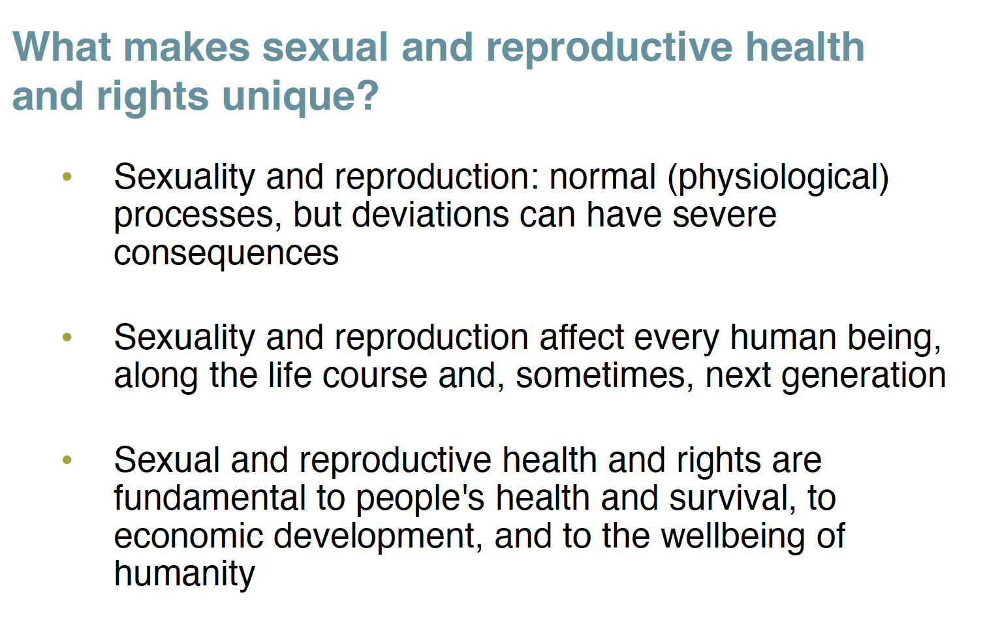 What makes sexual and reproductive health
and rights unique?
• Sexuality and reproduction: normal (physiological)
processes, but deviations can have severe
consequences
• Sexuality and reproduction affect every human being,
along the life course and, sometimes, next generation
• Sexual and reproductive health and rights are
fundamental to people's health and survival, to
economic development, and to the wellbeing of
humanity